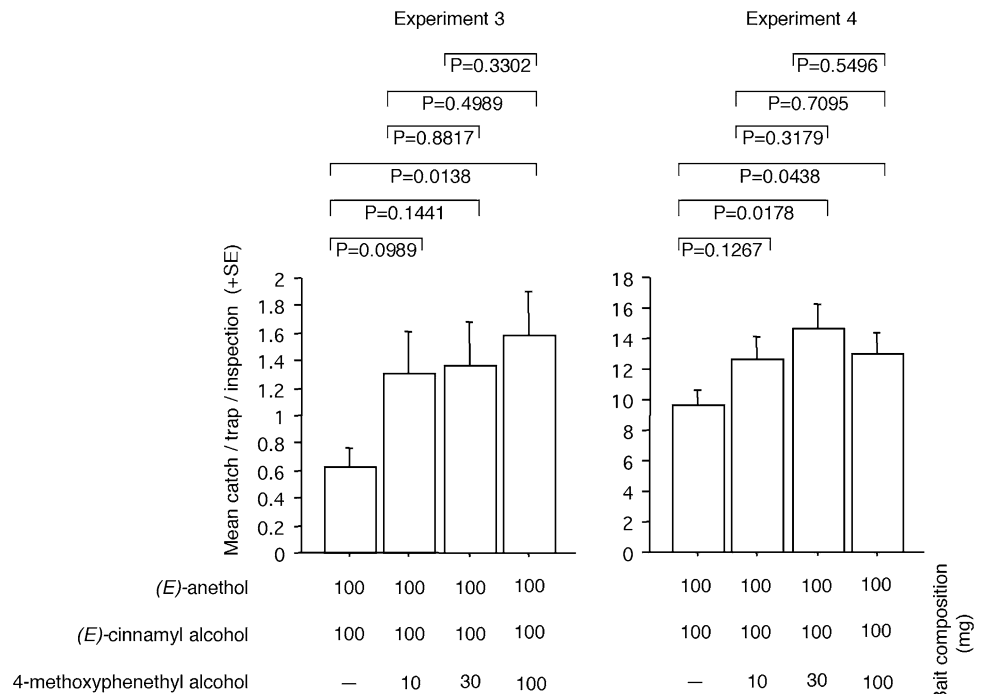 Experiment 3
Experiment 4
P=0.3302
P=0.5496
P=0.4989
P=0.7095
P=0.8817
P=0.3179
P=0.0138
P=0.0438
P=0.1441
P=0.0178
P=0.0989
P=0.1267
Mean catch / trap / inspection (+SE)
2
1.8
1.6
1.4
1.2
1
0.8
0.6
0.4
0.2
0
18
16
14
12
10
8
6
4
2
0
(E)-anethol 100 100 100 100 100 100 100 100
(E)-cinnamyl alcohol 100 100 100 100 100 100 100 100
4-methoxyphenethyl alcohol — 10 30 100 — 10 30 100
Bait composition
(mg)